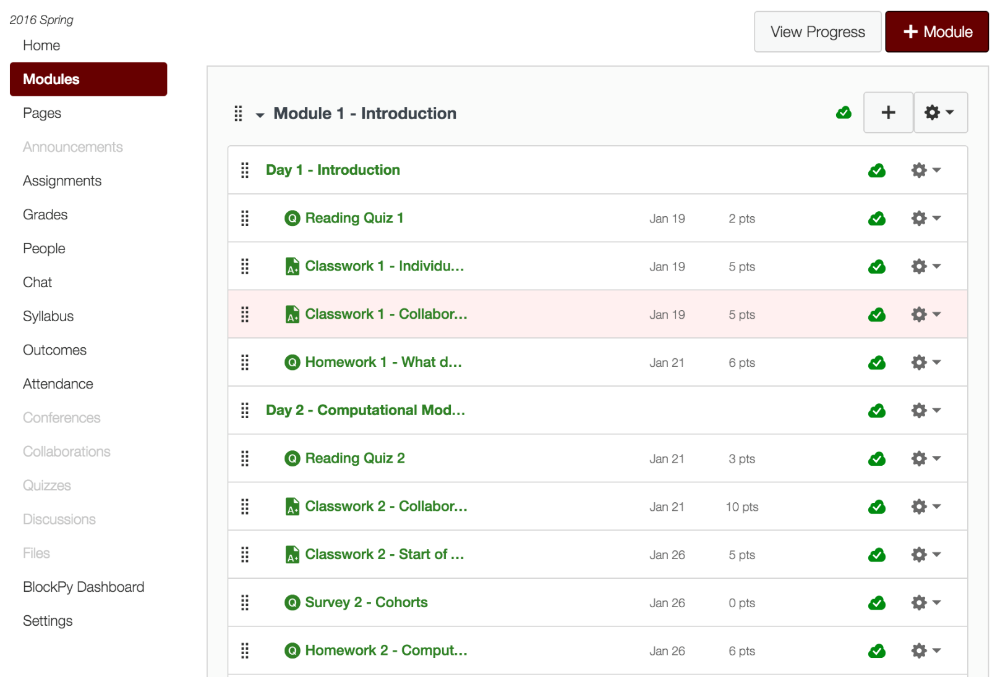 2016 Spring
Home
Modules
Pages
Announcements
Assignments
Grades
People
Chat
Syllabus
Outcomes
Attendance
Conferences
Collaborations
Quizzes
Discussions
Files
BlockPy Dashboard
Settings
View Progress
+ Module
Module 1 - Introduction
Day 1 - Introduction
Q Reading Quiz 1 Jan 19 2 pts
A+ Classwork 1 - Individu... Jan 19 5 pts
A+ Classwork 1 - Collabor... Jan 19 5 pts
Q Homework 1 - What d... Jan 21 6 pts
Day 2 - Computational Mod...
Q Reading Quiz 2 Jan 21 3 pts
A+ Classwork 2 - Collabor... Jan 21 10 pts
A+ Classwork 2 - Start of ... Jan 26 5 pts
Q Survey 2 - Cohorts Jan 26 0 pts
Q Homework 2 - Comput... Jan 26 6 pts